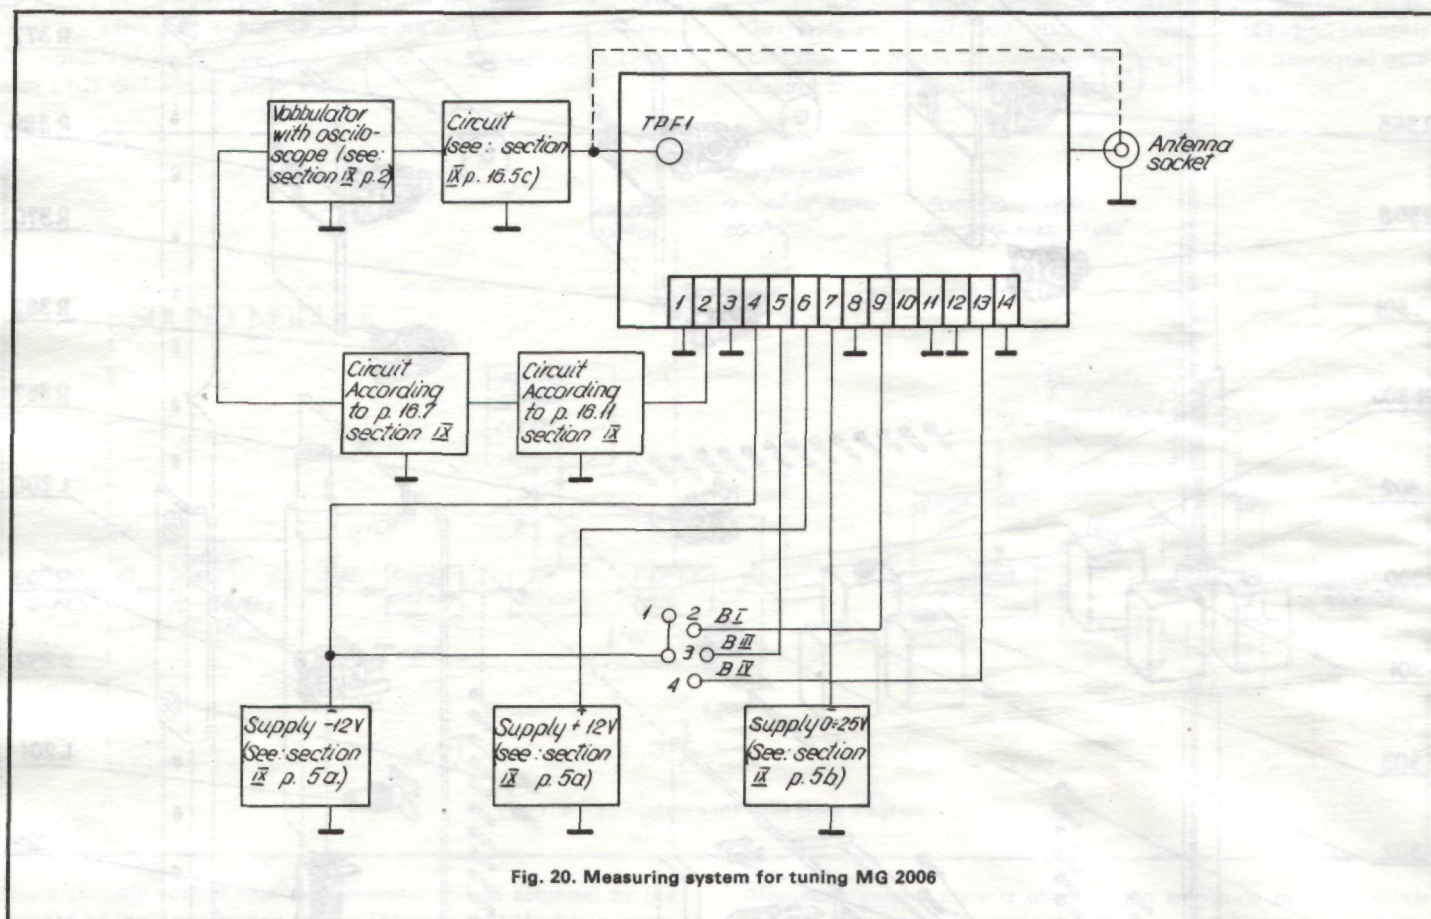 Vobbulator
with oscilo-
scope (see:
section IX p.2)
Circuit
(see: section
IX p. 16.5c)
TPF1
Antenna
socket
1 2 3 4 5 6 7 8 9 10 11 12 13 14
Circuit
According
to p. 16.7
section IX
Circuit
According
to p. 16.11
section IX
1
2 B I
3 B III
4 B IV
-
Supply -12V
(See: section
IX p. 5a.)
+
Supply + 12V
(see: section
IX p. 5a)
-
Supply 0÷25V
(See: section
IX p. 5b)
Fig. 20. Measuring system for tuning MG 2006